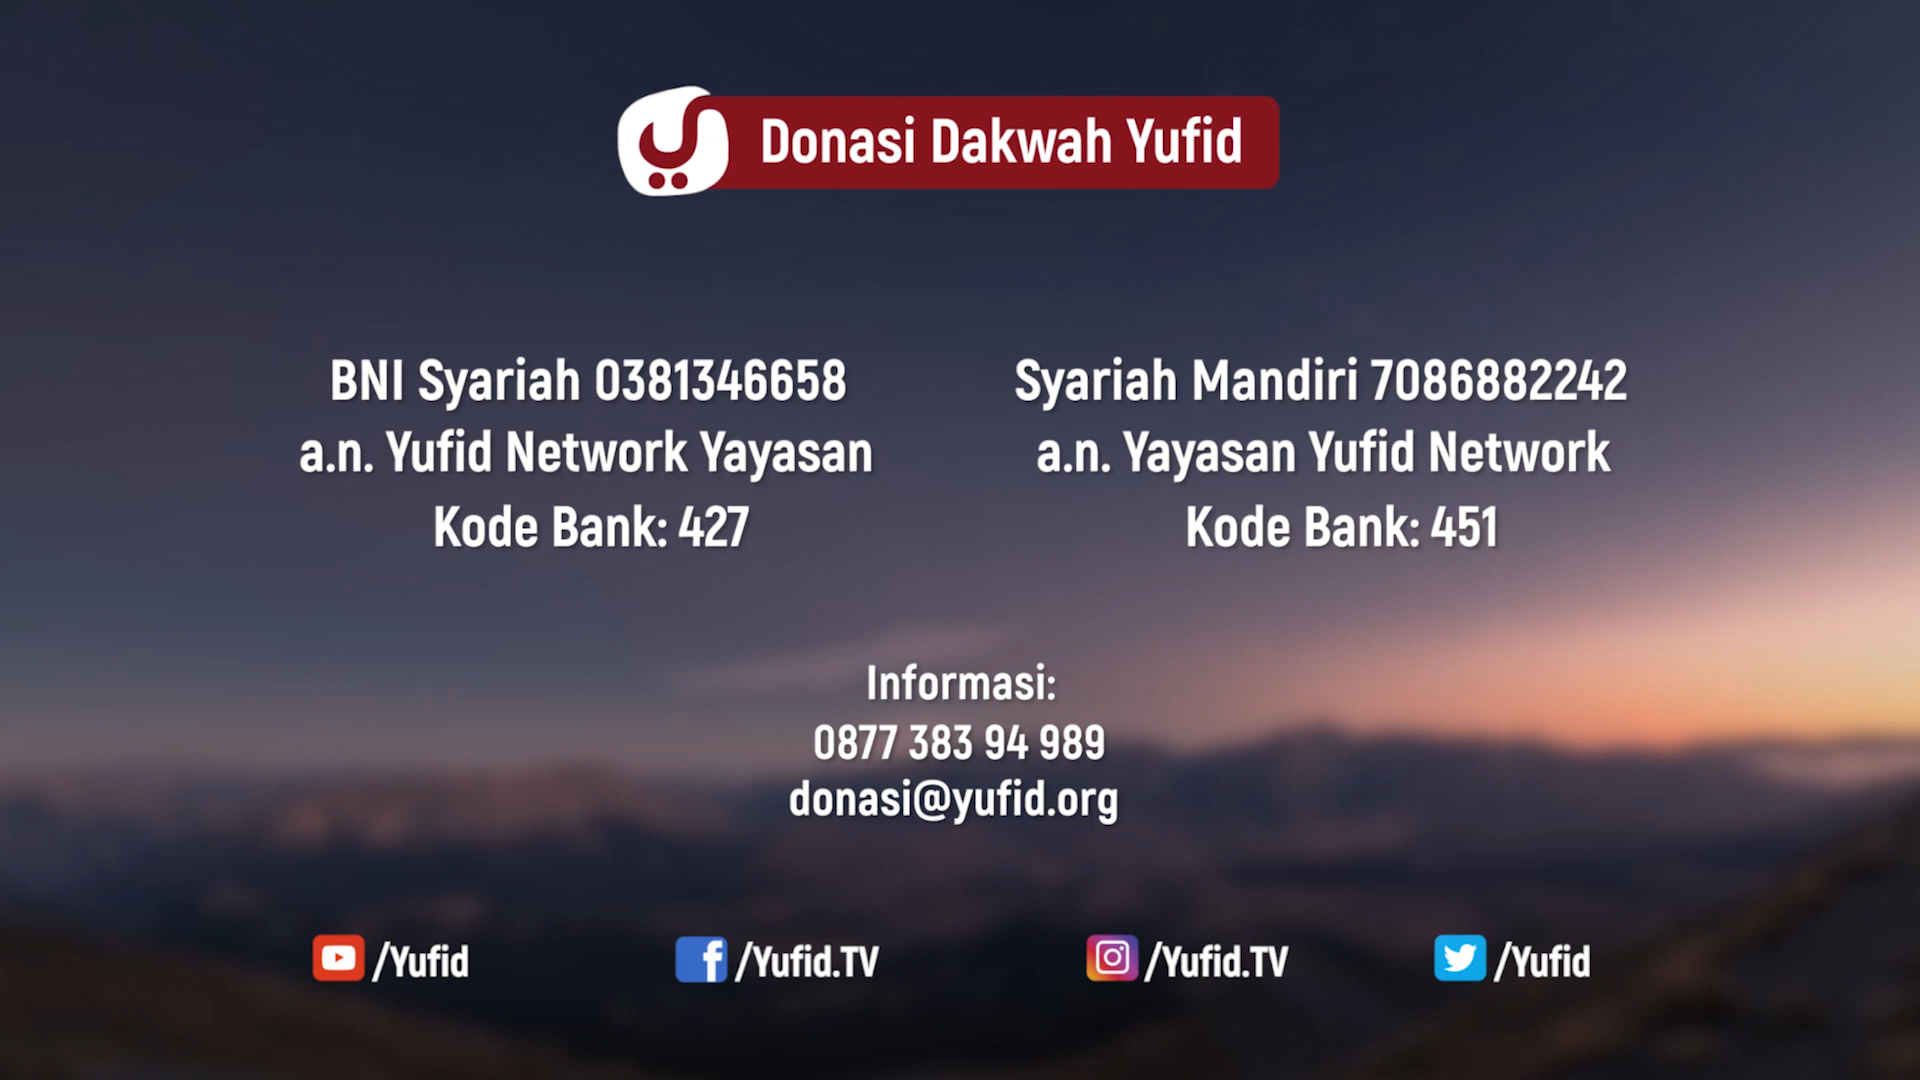 Donasi Dakwah Yufid
BNI Syariah 0381346658
a.n. Yufid Network Yayasan
Kode Bank: 427
Syariah Mandiri 7086882242
a.n. Yayasan Yufid Network
Kode Bank: 451
Informasi:
0877 383 94 989
donasi@yufid.org
/Yufid
/Yufid.TV
/Yufid.TV
/Yufid